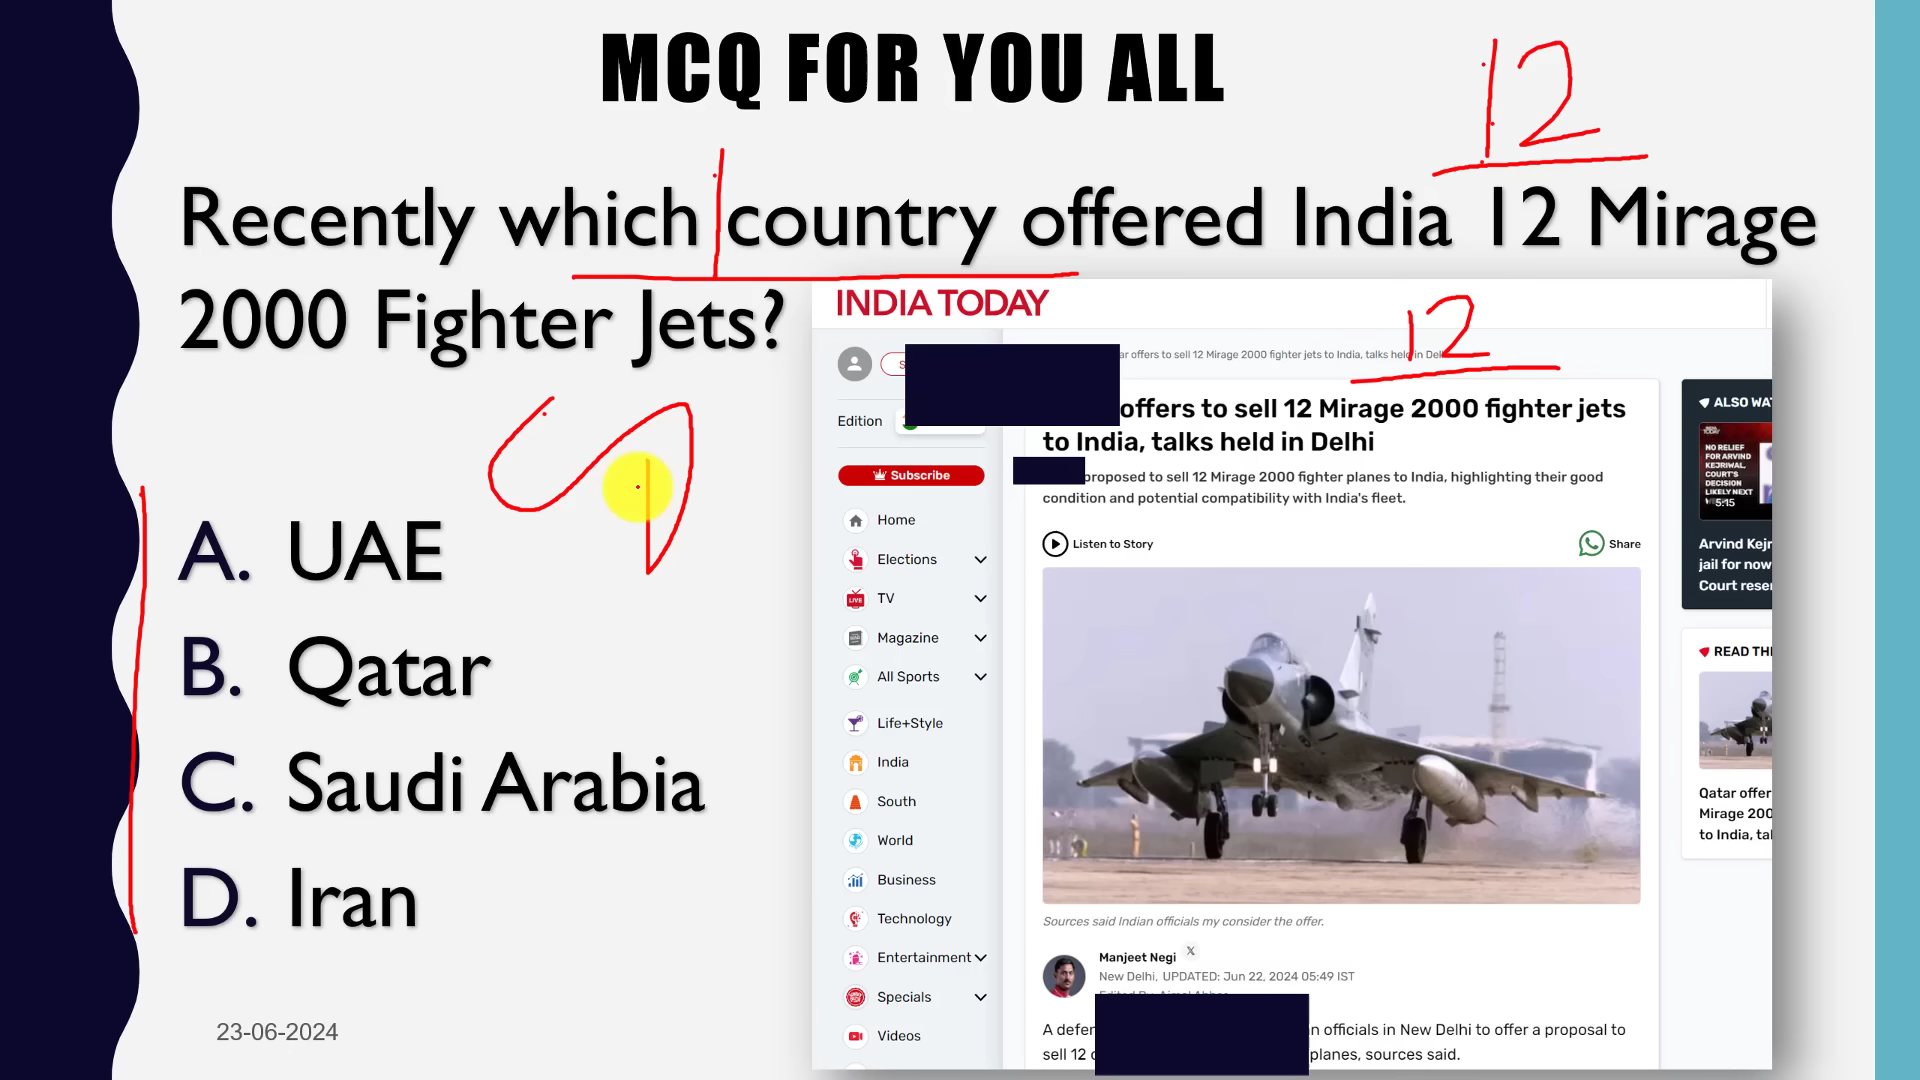 MCQ FOR YOU ALL
12
Recently which country offered India 12 Mirage
2000 Fighter Jets?
A. UAE
B. Qatar
C. Saudi Arabia
D. Iran
23-06-2024
INDIA TODAY
12
ar offers to sell 12 Mirage 2000 fighter jets to India, talks held in Delhi
offers to sell 12 Mirage 2000 fighter jets
to India, talks held in Delhi
proposed to sell 12 Mirage 2000 fighter planes to India, highlighting their good
condition and potential compatibility with India's fleet.
Listen to Story
Share
Edition
Subscribe
Home
Elections
TV
Magazine
All Sports
Life+Style
India
South
World
Business
Technology
Entertainment
Specials
Videos
Sources said Indian officials my consider the offer.
Manjeet Negi
New Delhi, UPDATED: Jun 22, 2024 05:49 IST
A defen
n officials in New Delhi to offer a proposal to
sell 12
planes, sources said.
ALSO WAT
NO RELIEF
FOR ARVIND
KEJRIWAL,
COURT'S
DECISION
LIKELY NEXT
5:15
Arvind Kejr
jail for now
Court rese
READ THI
Qatar offer
Mirage 200
to India, tal